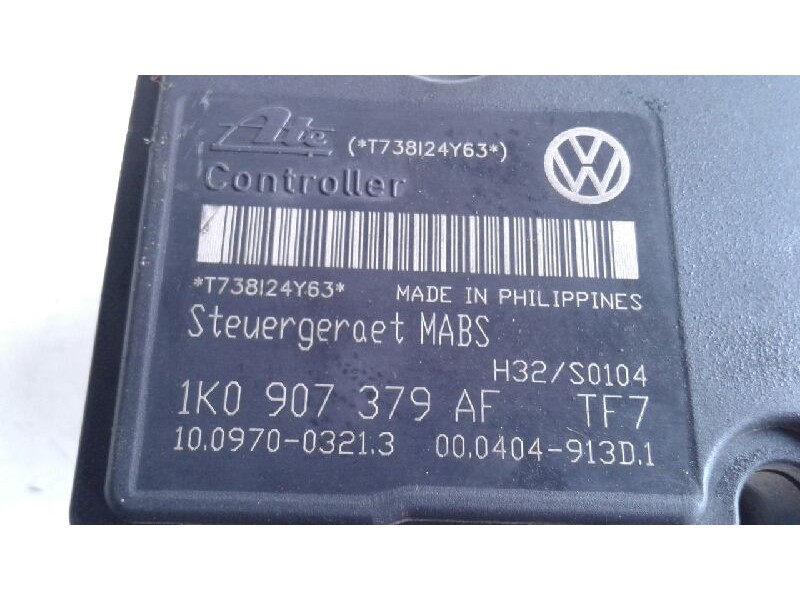 Ate (*T738I24Y63*)
Controller
*T738I24Y63* MADE IN PHILIPPINES
Steuergeraet MABS
H32/S0104
1K0 907 379 AF TF7
10.0970-0321.3 00.0404-913D.1